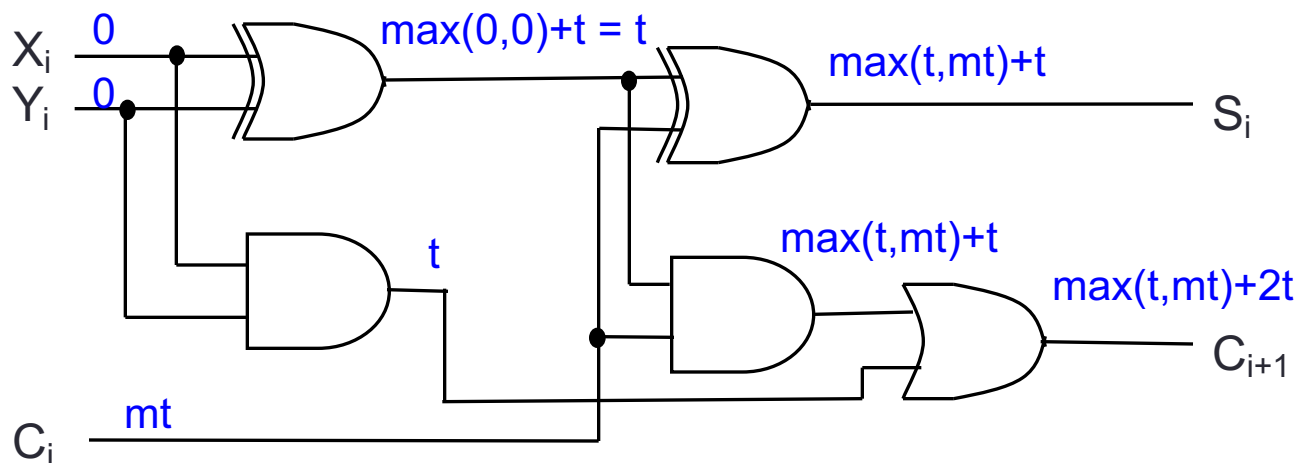 0
max(0,0)+t = t
Xᵢ
max(t,mt)+t
0
Yᵢ
Sᵢ
t
max(t,mt)+t
max(t,mt)+2t
Cᵢ₊₁
mt
Cᵢ